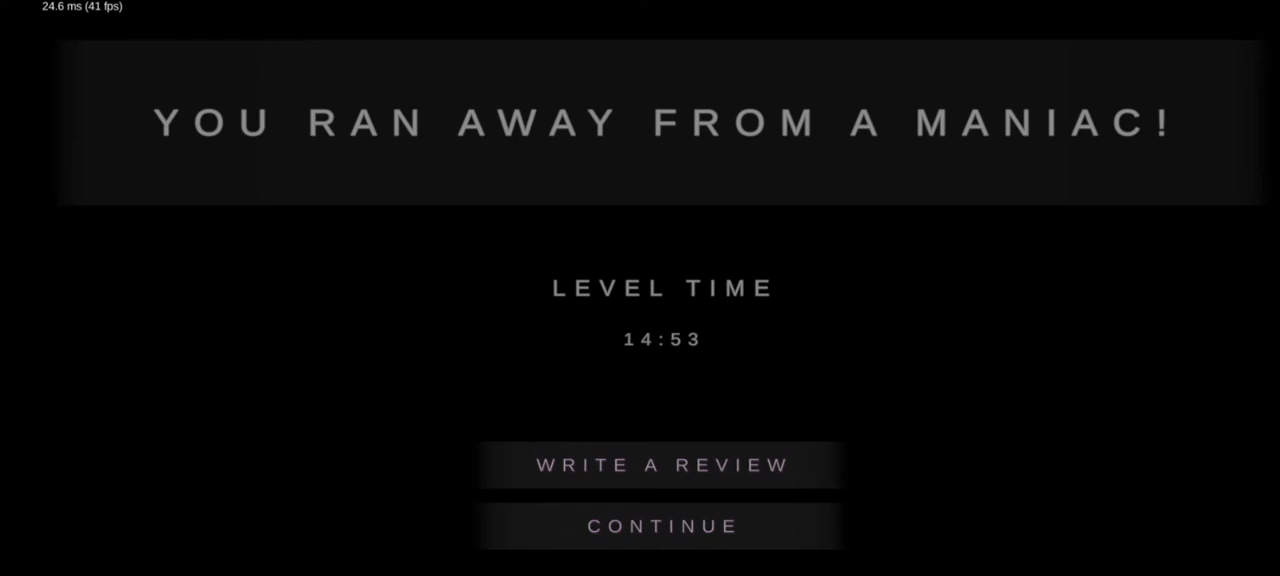 24.6 ms (41 fps)
YOU RAN AWAY FROM A MANIAC!
LEVEL TIME
14:53
WRITE A REVIEW
CONTINUE